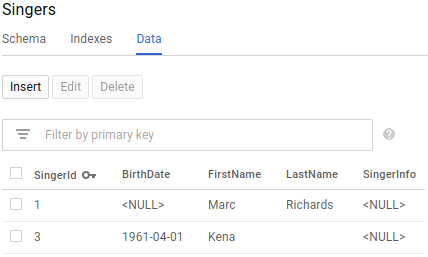 Singers
Schema Indexes Data
Insert Edit Delete
Filter by primary key ?
SingerId BirthDate FirstName LastName SingerInfo
1 <NULL> Marc Richards <NULL>
3 1961-04-01 Kena <NULL>